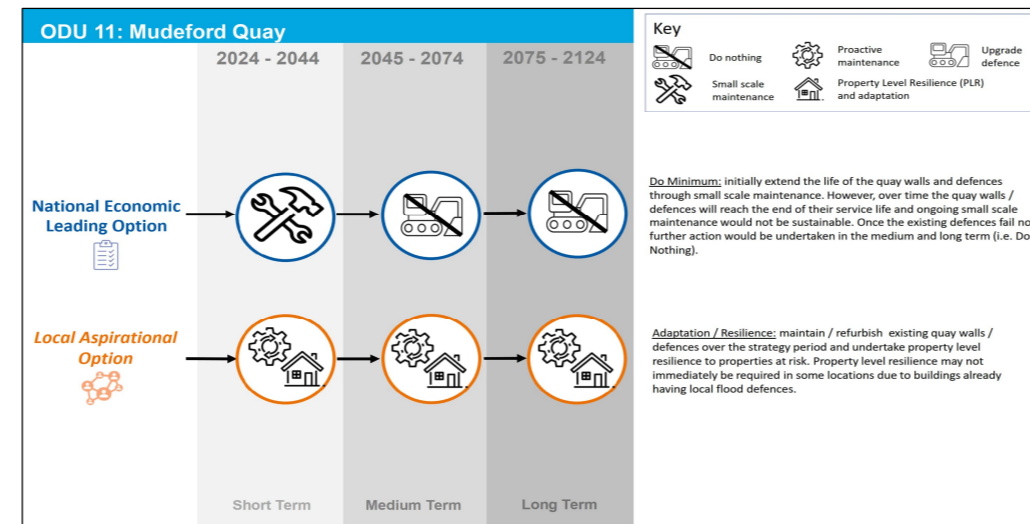 ODU 11: Mudeford Quay
2024 - 2044
2045 - 2074
2075 - 2124
Key
Do nothing
Proactive
maintenance
Upgrade
defence
Small scale
maintenance
Property Level Resilience (PLR)
and adaptation
National Economic
Leading Option
Do Minimum: initially extend the life of the quay walls and defences
through small scale maintenance. However, over time the quay walls /
defences will reach the end of their service life and ongoing small scale
maintenance would not be sustainable. Once the existing defences fail no
further action would be undertaken in the medium and long term (i.e. Do
Nothing).
Local Aspirational
Option
Adaptation / Resilience: maintain / refurbish existing quay walls /
defences over the strategy period and undertake property level
resilience to properties at risk. Property level resilience may not
immediately be required in some locations due to buildings already
having local flood defences.
Short Term
Medium Term
Long Term